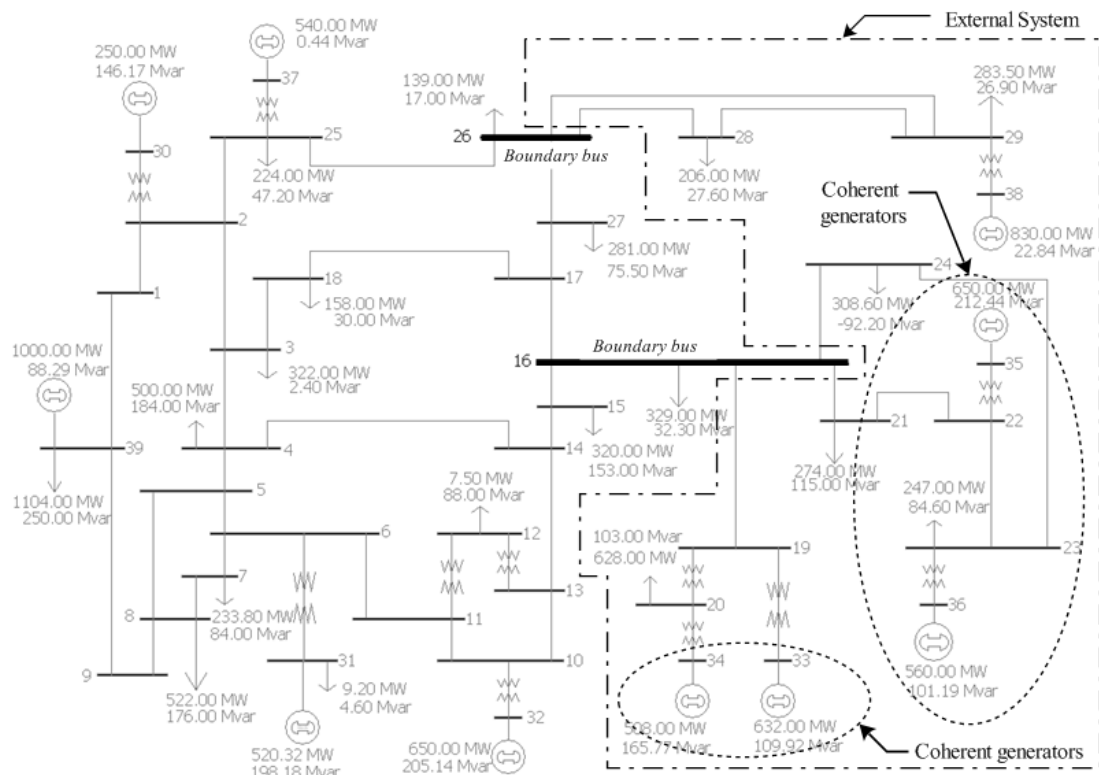 External System
540.00 MW
0.44 Mvar
250.00 MW
146.17 Mvar
37
139.00 MW
17.00 Mvar
283.50 MW
26.90 Mvar
25
26
28
29
30
Boundary bus
224.00 MW
47.20 Mvar
206.00 MW
27.60 Mvar
Coherent
generators
38
2
27
830.00 MW
22.84 Mvar
281.00 MW
75.50 Mvar
24
18
17
650.00 MW
212.44 Mvar
1
158.00 MW
30.00 Mvar
308.60 MW
-92.20 Mvar
1000.00 MW
88.29 Mvar
3
Boundary bus
16
35
322.00 MW
2.40 Mvar
500.00 MW
184.00 Mvar
15
329.00 MW
32.30 Mvar
21
22
320.00 MW
153.00 Mvar
39
4
14
274.00 MW
115.00 Mvar
1104.00 MW
250.00 Mvar
5
7.50 MW
88.00 Mvar
247.00 MW
84.60 Mvar
6
12
103.00 Mvar
628.00 MW
19
23
7
13
8
233.80 MW
84.00 Mvar
11
20
36
9
31
10
34
33
560.00 MW
101.19 Mvar
522.00 MW
176.00 Mvar
9.20 MW
4.60 Mvar
32
508.00 MW
165.77 Mvar
632.00 MW
109.92 Mvar
520.32 MW
198.18 Mvar
650.00 MW
205.14 Mvar
Coherent generators